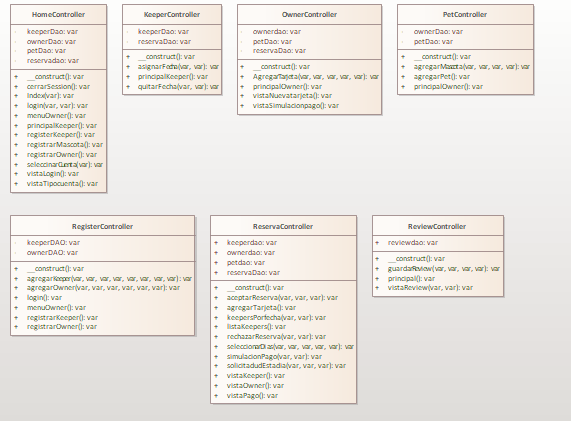 HomeController
- keeperDao: var
- ownerDao: var
- petDao: var
- reservadao: var
+ __construct(): var
+ cerrarSession(): var
+ Index(var): var
+ login(var, var): var
+ menuOwner(): var
+ principalKeeper(): var
+ registerKeeper(): var
+ registrarMascota(): var
+ registrarOwner(): var
+ seleccinarCuenta(var): var
+ vistaLogin(): var
+ vistaTipocuenta(): var
KeeperController
- keeperDao: var
- reservaDao: var
+ __construct(): var
+ asignarFecha(var, var): var
+ principalKeeper(): var
+ quitarFecha(var, var): var
OwnerController
- ownerdao: var
- petDao: var
- reservaDao: var
+ __construct(): var
+ AgregarTarjeta(var, var, var, var, var): var
+ principalOwner(): var
+ vistaNuevatarjeta(): var
+ vistaSimulacionpago(): var
PetController
- ownerDao: var
- petDao: var
+ __construct(): var
+ agregarMascota(var, var, var, var): var
+ agregarPet(): var
+ principalOwner(): var
RegisterController
- keeperDAO: var
- ownerDAO: var
+ __construct(): var
+ agregarKeeper(var, var, var, var, var, var, var, var): var
+ agregarOwner(var, var, var, var, var, var): var
+ login(): var
+ menuOwner(): var
+ registrarKeeper(): var
+ registrarOwner(): var
ReservaController
+ keeperdao: var
+ ownerdao: var
+ petdao: var
+ reservaDao: var
+ __construct(): var
+ aceptarReserva(var, var, var): var
+ agregarTarjeta(): var
+ keepersPorfecha(var, var): var
+ listaKeepers(): var
+ rechazarReserva(var, var): var
+ seleccionarDias(var, var, var, var, var): var
+ simulacionPago(var, var): var
+ solicitadudEstadia(var, var, var): var
+ vistaKeeper(): var
+ vistaOwner(): var
+ vistaPago(): var
ReviewController
+ reviewdao: var
+ __construct(): var
+ guardarReview(var, var, var, var): var
+ principal(): var
+ vistaReview(var, var): var